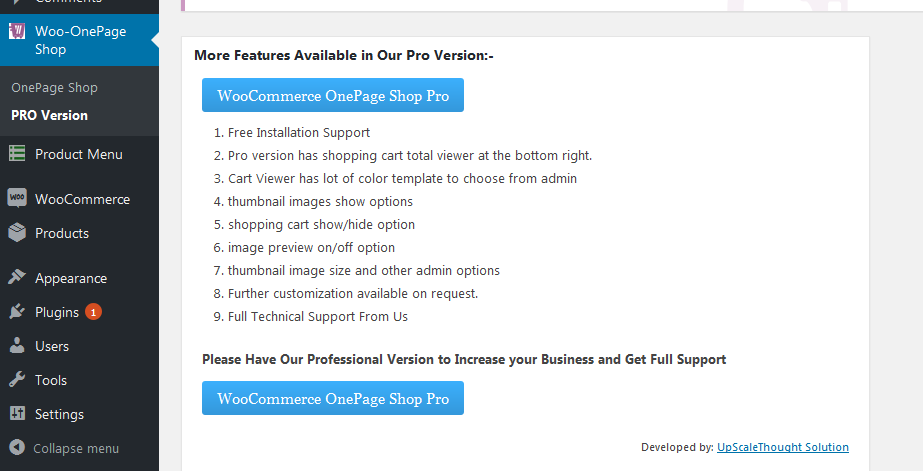 Comments
Woo-OnePage
Shop
OnePage Shop
PRO Version
Product Menu
WOO
WooCommerce
Products
Appearance
Plugins 1
Users
Tools
Settings
Collapse menu
More Features Available in Our Pro Version:-
WooCommerce OnePage Shop Pro
1. Free Installation Support
2. Pro version has shopping cart total viewer at the bottom right.
3. Cart Viewer has lot of color template to choose from admin
4. thumbnail images show options
5. shopping cart show/hide option
6. image preview on/off option
7. thumbnail image size and other admin options
8. Further customization available on request.
9. Full Technical Support From Us
Please Have Our Professional Version to Increase your Business and Get Full Support
WooCommerce OnePage Shop Pro
Developed by: UpScaleThought Solution